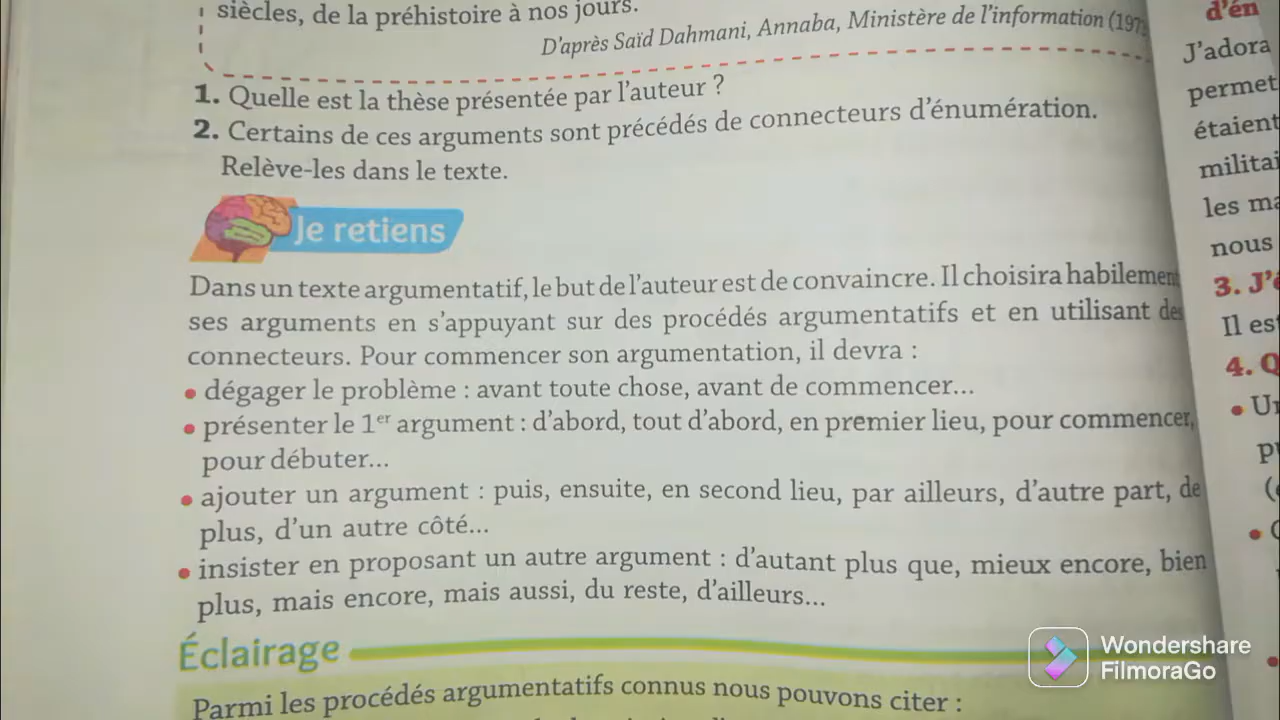 siècles, de la préhistoire à nos jours.
D'après Saïd Dahmani, Annaba, Ministère de l'information
1. Quelle est la thèse présentée par l'auteur ?
2. Certains de ces arguments sont précédés de connecteurs d'énumération.
Relève-les dans le texte.
Je retiens
Dans un texte argumentatif, le but de l'auteur est de convaincre. Il choisira habilemen
ses arguments en s'appuyant sur des procédés argumentatifs et en utilisant des
connecteurs. Pour commencer son argumentation, il devra :
• dégager le problème : avant toute chose, avant de commencer...
• présenter le 1er argument : d'abord, tout d'abord, en premier lieu, pour commencer,
pour débuter...
• ajouter un argument : puis, ensuite, en second lieu, par ailleurs, d'autre part, de
plus, d'un autre côté...
• insister en proposant un autre argument : d'autant plus que, mieux encore, bien
plus, mais encore, mais aussi, du reste, d'ailleurs...
Éclairage
Parmi les procédés argumentatifs connus nous pouvons citer :
d'én
J'adora
permet
étaient
militai
les ma
nous
3. J'é
Il es
4. Q
• Un
p
Wondershare
FilmoraGo